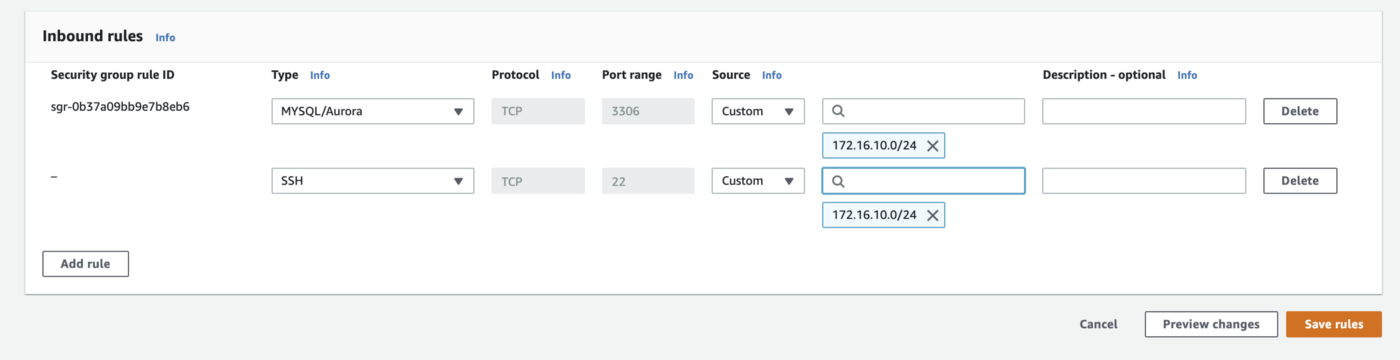 Inbound rules Info
Security group rule ID Type Info Protocol Info Port range Info Source Info Description - optional Info
sgr-0b37a09bb9e7b8eb6 MYSQL/Aurora TCP 3306 Custom Delete
172.16.10.0/24
– SSH TCP 22 Custom Delete
172.16.10.0/24
Add rule
Cancel Preview changes Save rules